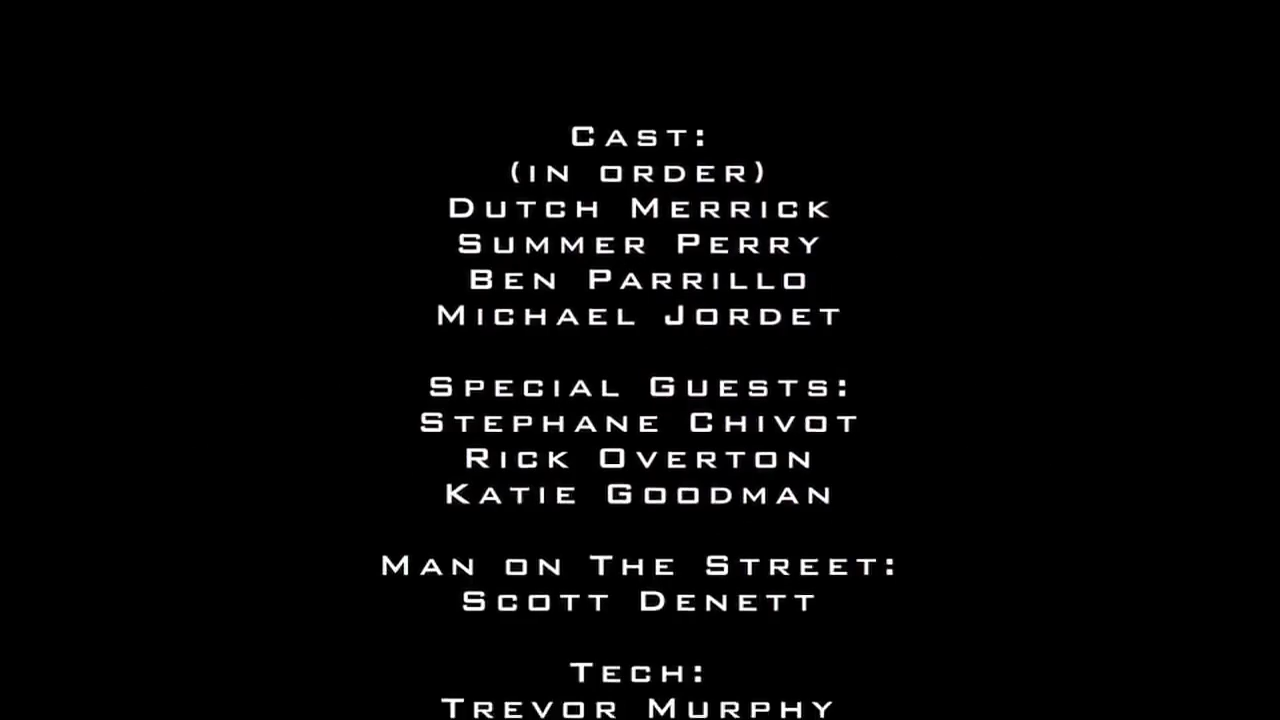 Cast:
(in order)
Dutch Merrick
Summer Perry
Ben Parrillo
Michael Jordet
Special Guests:
Stephane Chivot
Rick Overton
Katie Goodman
Man on The Street:
Scott Denett
Tech:
Trevor Murphy